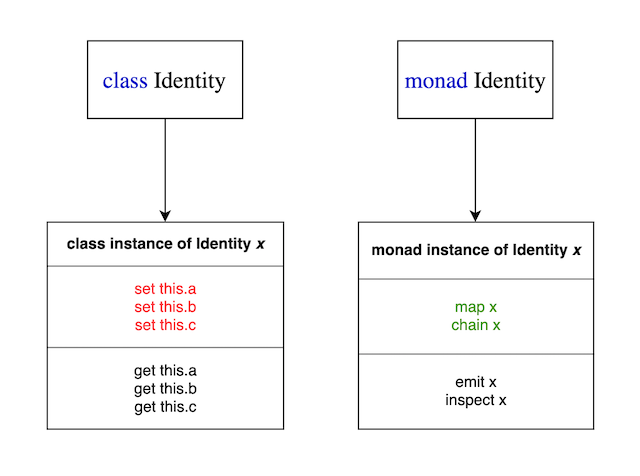 class Identity
monad Identity
class instance of Identity x
set this.a
set this.b
set this.c
get this.a
get this.b
get this.c
monad instance of Identity x
map x
chain x
emit x
inspect x